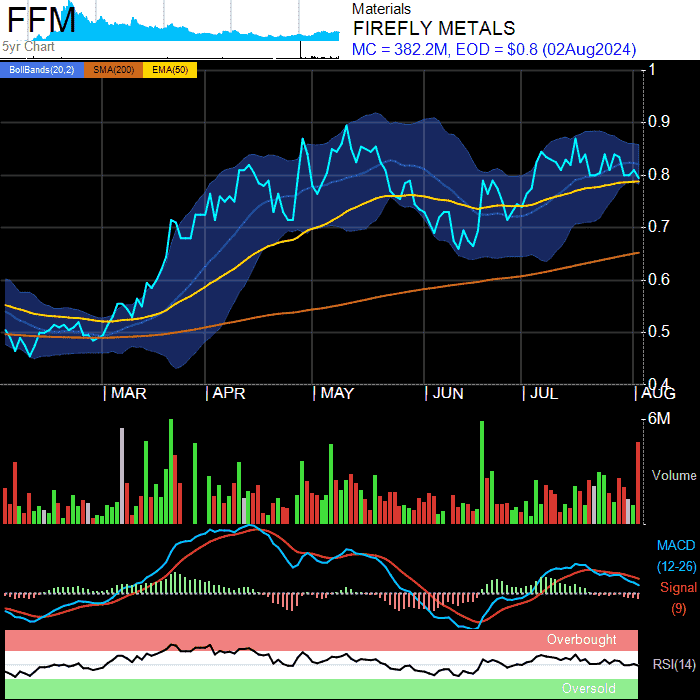 FFM
5yr Chart
Materials
FIREFLY METALS
MC = 382.2M, EOD = $0.8 (02Aug2024)
BollBands(20,2) SMA(200) EMA(50)
1
0.9
0.8
0.7
0.6
0.5
0.4
MAR APR MAY JUN JUL AUG
6M
Volume
MACD
(12-26)
Signal
(9)
Overbought
RSI(14)
Oversold